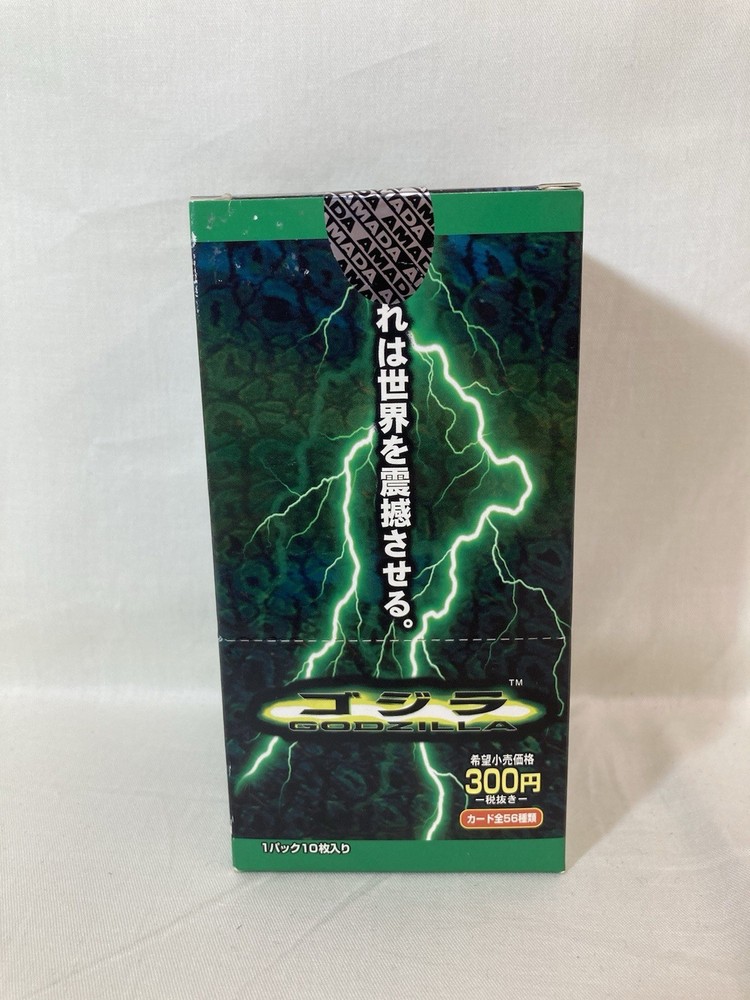 AMADA AMADA
れは世界を震撼させる。
TM
ゴジラ
GODZILLA
希望小売価格
300円
ー税抜きー
カード全56種類
1パック10枚入り